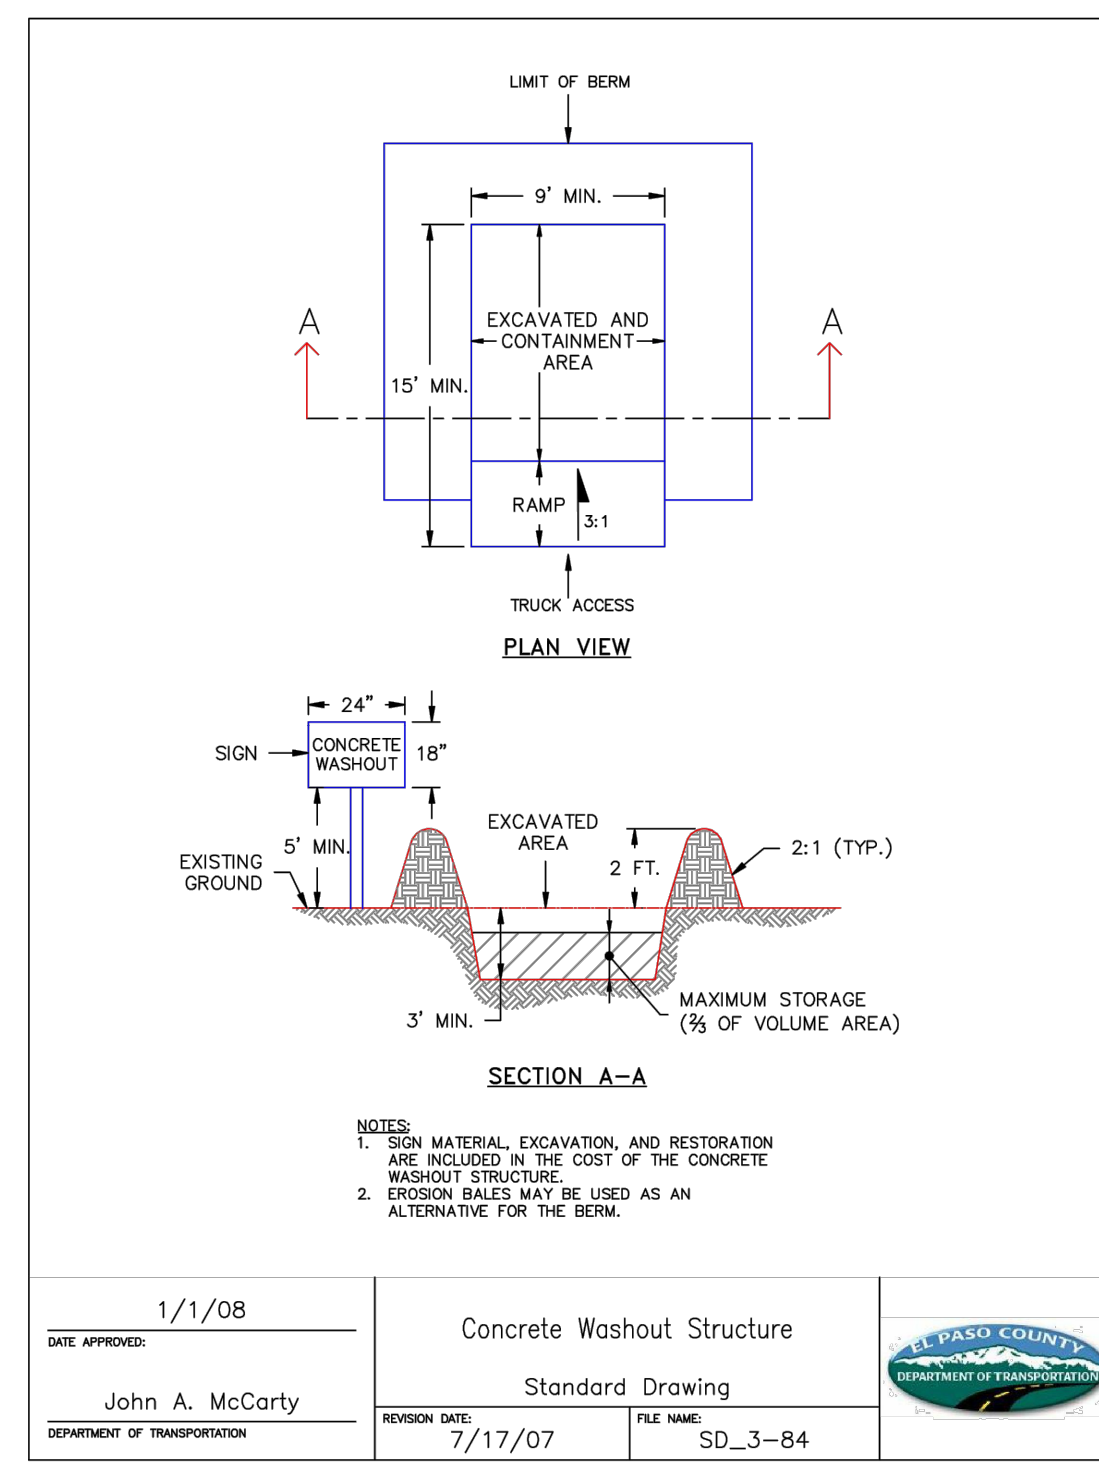 LIMIT OF BERM
9' MIN.
A
A
EXCAVATED AND
CONTAINMENT
AREA
15' MIN.
RAMP
3:1
TRUCK ACCESS
PLAN VIEW
24"
SIGN
CONCRETE
WASHOUT
18"
5' MIN.
EXISTING
GROUND
EXCAVATED
AREA
2 FT.
2:1 (TYP.)
3' MIN.
MAXIMUM STORAGE
(⅔ OF VOLUME AREA)
SECTION A-A
NOTES:
1. SIGN MATERIAL, EXCAVATION, AND RESTORATION
ARE INCLUDED IN THE COST OF THE CONCRETE
WASHOUT STRUCTURE.
2. EROSION BALES MAY BE USED AS AN
ALTERNATIVE FOR THE BERM.
1/1/08
DATE APPROVED:
John A. McCarty
DEPARTMENT OF TRANSPORTATION
Concrete Washout Structure
Standard Drawing
REVISION DATE:
7/17/07
FILE NAME:
SD_3-84
EL PASO COUNTY
DEPARTMENT OF TRANSPORTATION